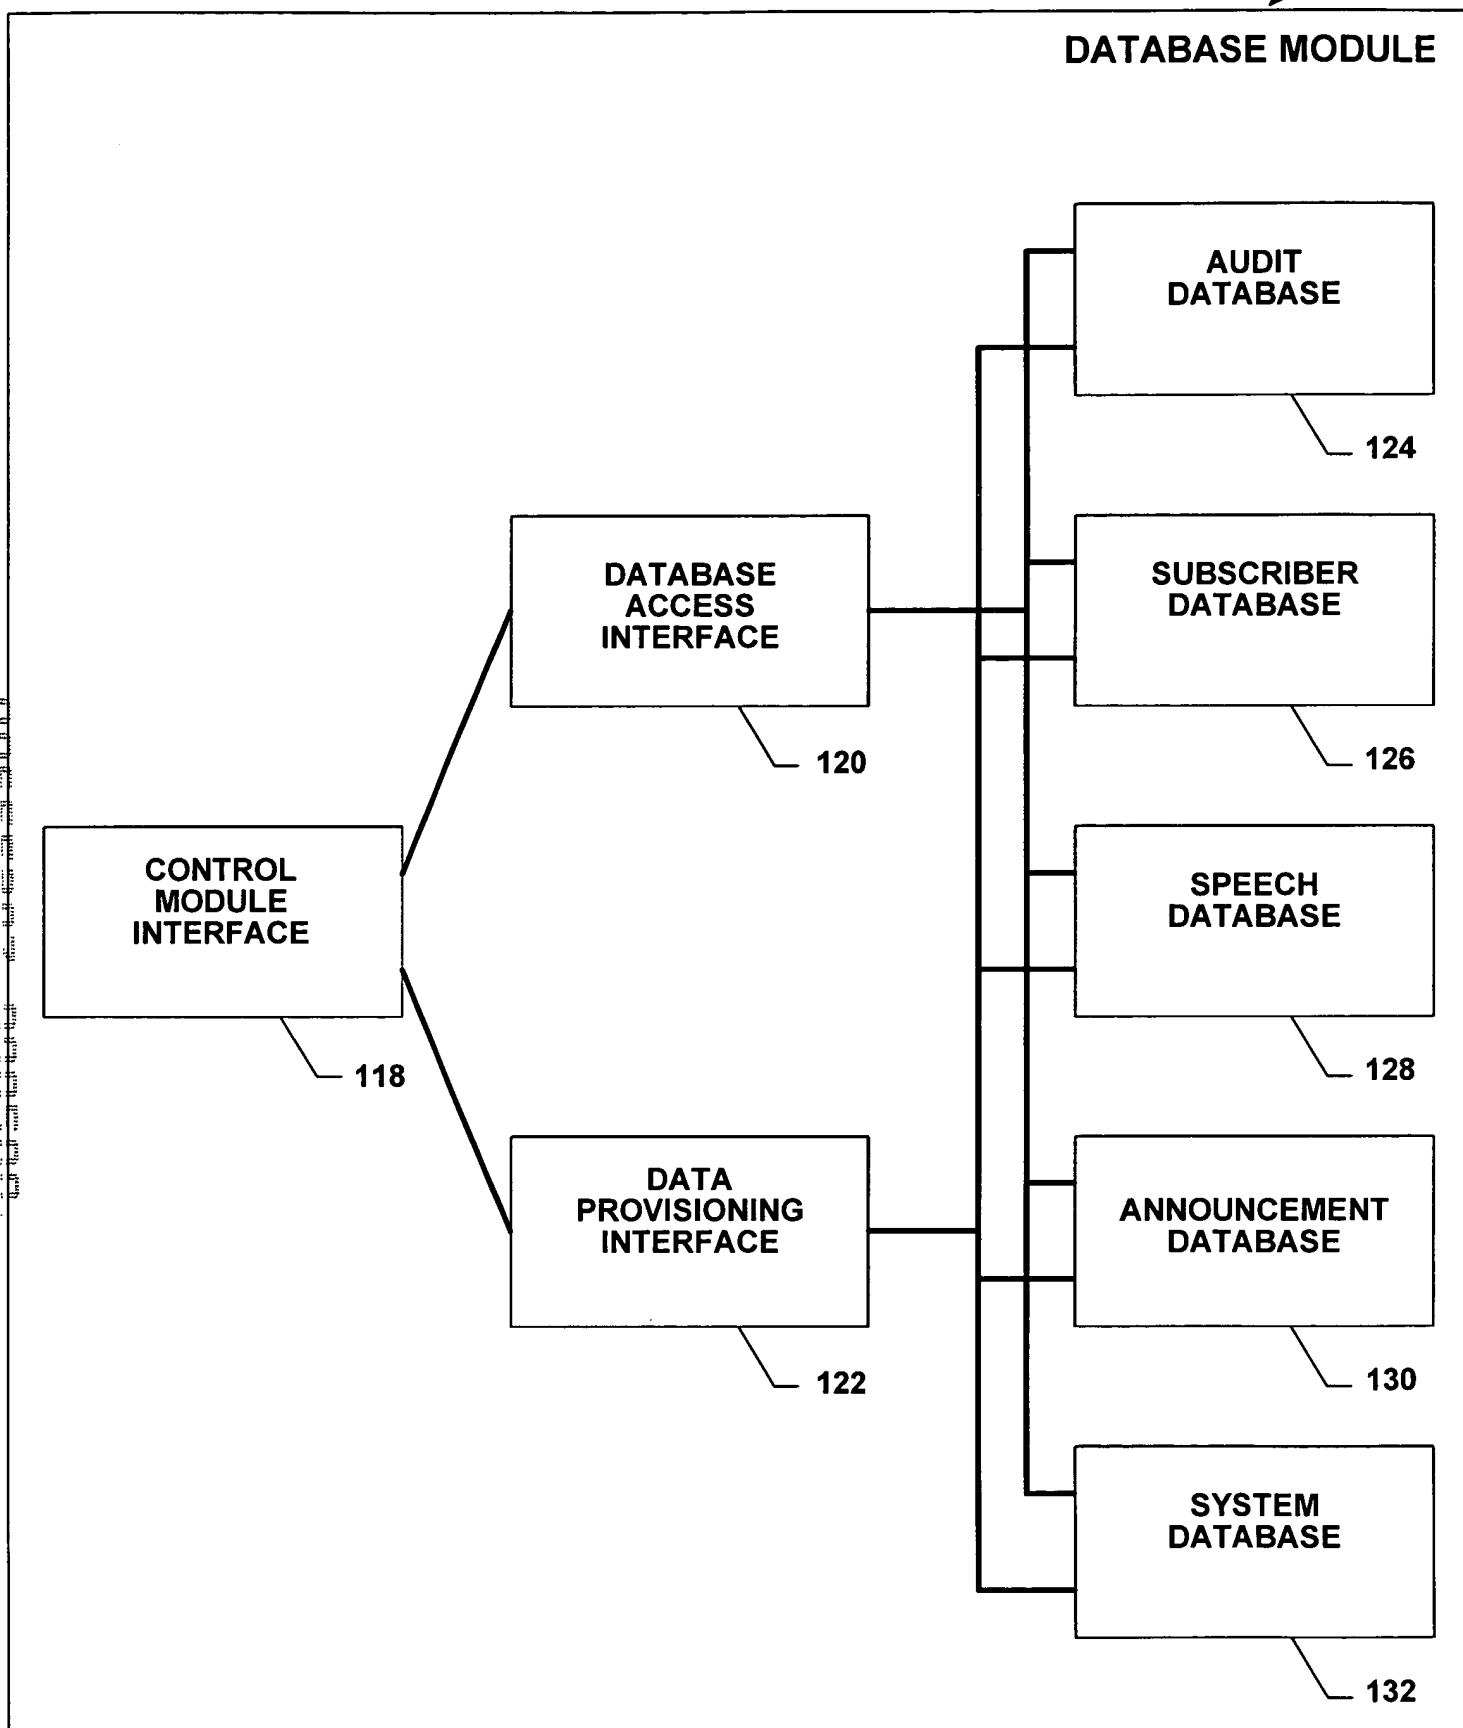 DATABASE MODULE
AUDIT
DATABASE
124
SUBSCRIBER
DATABASE
126
DATABASE
ACCESS
INTERFACE
120
CONTROL
MODULE
INTERFACE
118
SPEECH
DATABASE
128
DATA
PROVISIONING
INTERFACE
122
ANNOUNCEMENT
DATABASE
130
SYSTEM
DATABASE
132